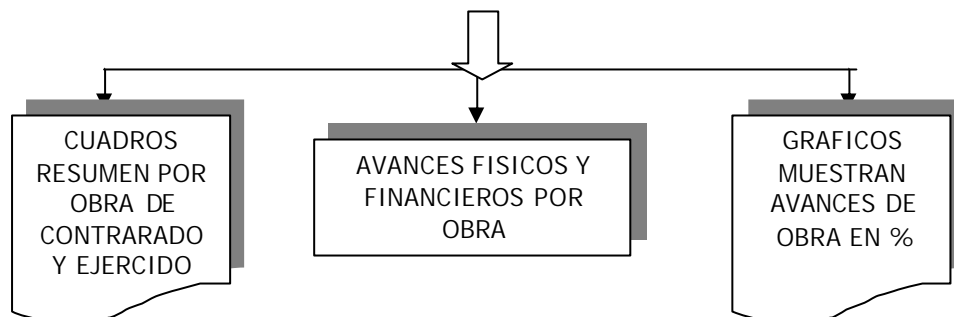 CUADROS
RESUMEN POR
OBRA DE
CONTRARADO
Y EJERCIDO
AVANCES FISICOS Y
FINANCIEROS POR
OBRA
GRAFICOS
MUESTRAN
AVANCES DE
OBRA EN %